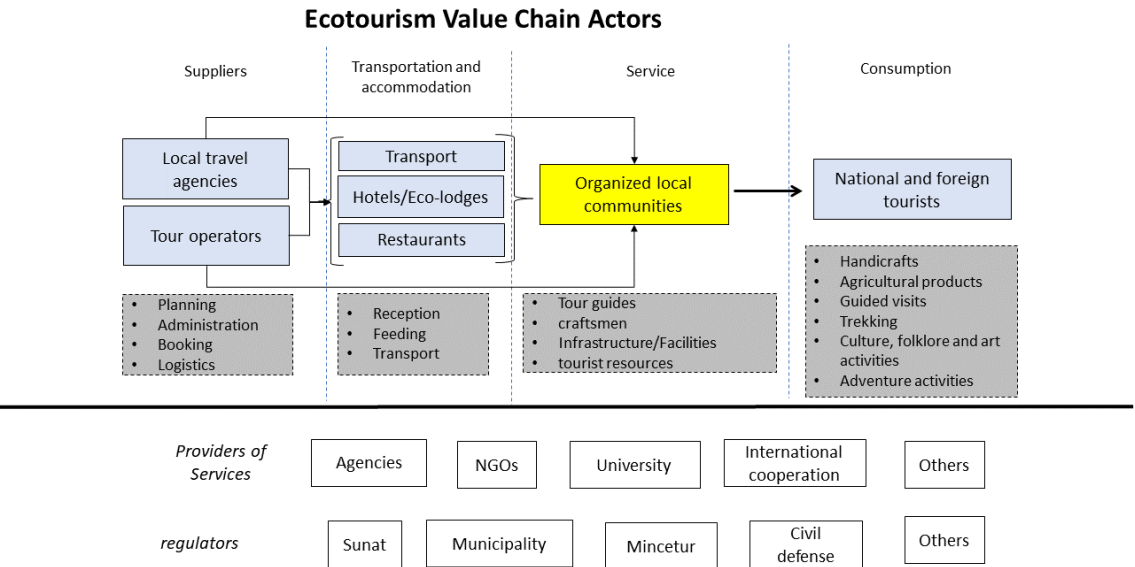 Ecotourism Value Chain Actors
Suppliers
Transportation and
accommodation
Service
Consumption
Local travel
agencies
Tour operators
Transport
Hotels/Eco-lodges
Restaurants
Organized local
communities
National and foreign
tourists
• Planning
• Administration
• Booking
• Logistics
• Reception
• Feeding
• Transport
• Tour guides
• craftsmen
• Infrastructure/Facilities
• tourist resources
• Handicrafts
• Agricultural products
• Guided visits
• Trekking
• Culture, folklore and art
activities
• Adventure activities
Providers of
Services
Agencies
NGOs
University
International
cooperation
Others
regulators
Sunat
Municipality
Mincetur
Civil
defense
Others